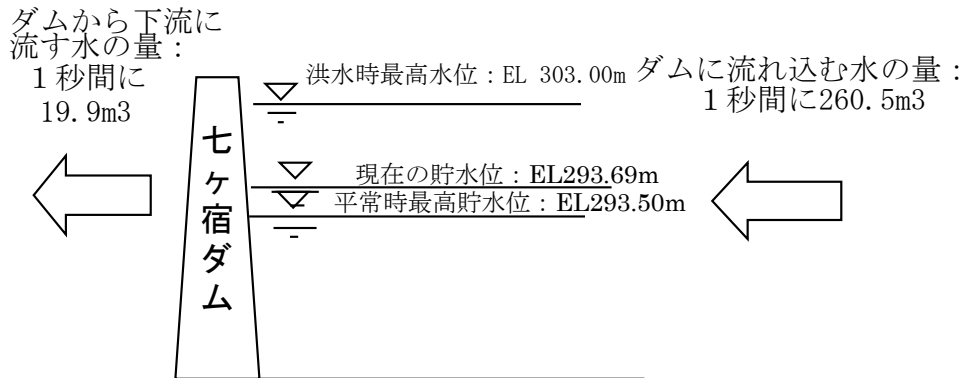 ダムから下流に
流す水の量：
１秒間に
19.9m3
洪水時最高水位：EL 303.00m
ダムに流れ込む水の量：
１秒間に260.5m3
現在の貯水位：EL293.69m
平常時最高貯水位：EL293.50m
七ヶ宿ダム